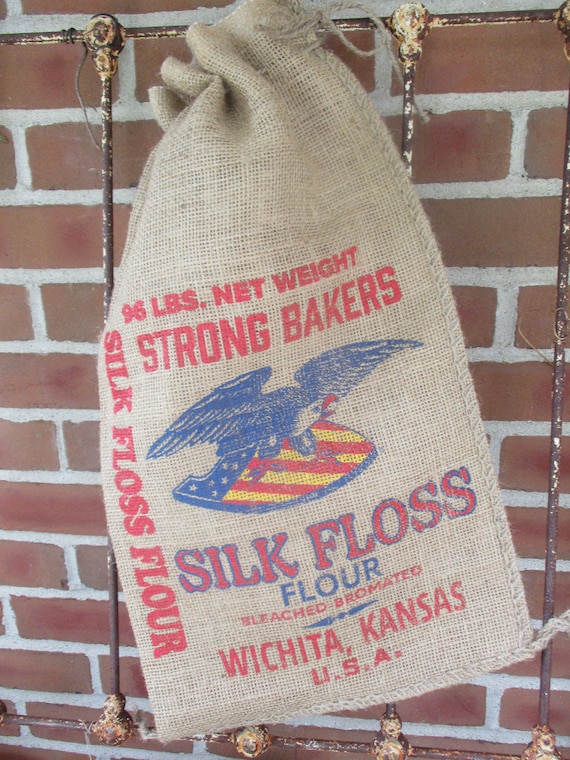 96 LBS. NET WEIGHT
STRONG BAKERS
SILK FLOSS
FLOUR
BLEACHED BROMATED
WICHITA, KANSAS
U.S.A.
SILK FLOSS FLOUR